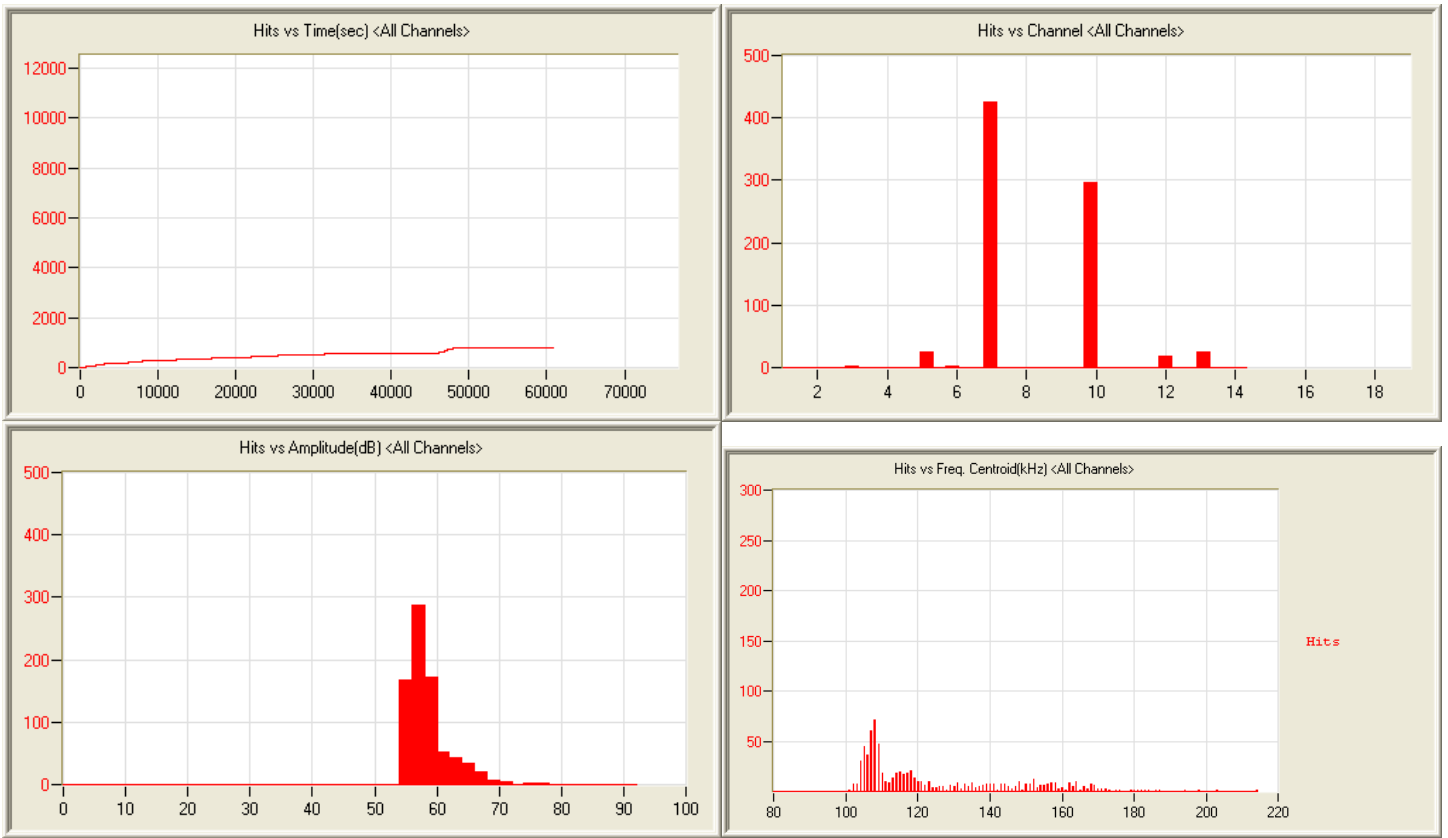 Hits vs Time(sec) <All Channels>
12000
10000
8000
6000
4000
2000
0
0 10000 20000 30000 40000 50000 60000 70000
Hits vs Channel <All Channels>
500
400
300
200
100
0
2 4 6 8 10 12 14 16 18
Hits vs Amplitude(dB) <All Channels>
500
400
300
200
100
0
0 10 20 30 40 50 60 70 80 90 100
Hits vs Freq. Centroid(kHz) <All Channels>
300
250
200
150
100
50
80 100 120 140 160 180 200 220
Hits